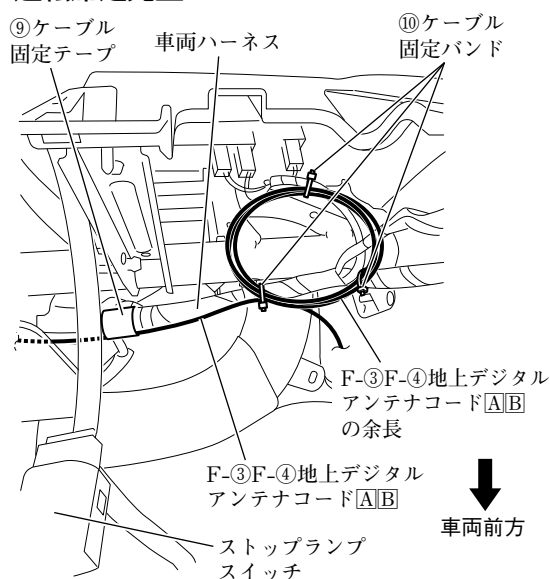 ⑨ケーブル
固定テープ
車両ハーネス
⑩ケーブル
固定バンド
F-③F-④地上デジタル
アンテナコードAB
の余長
F-③F-④地上デジタル
アンテナコードAB
車両前方
ストップランプ
スイッチ